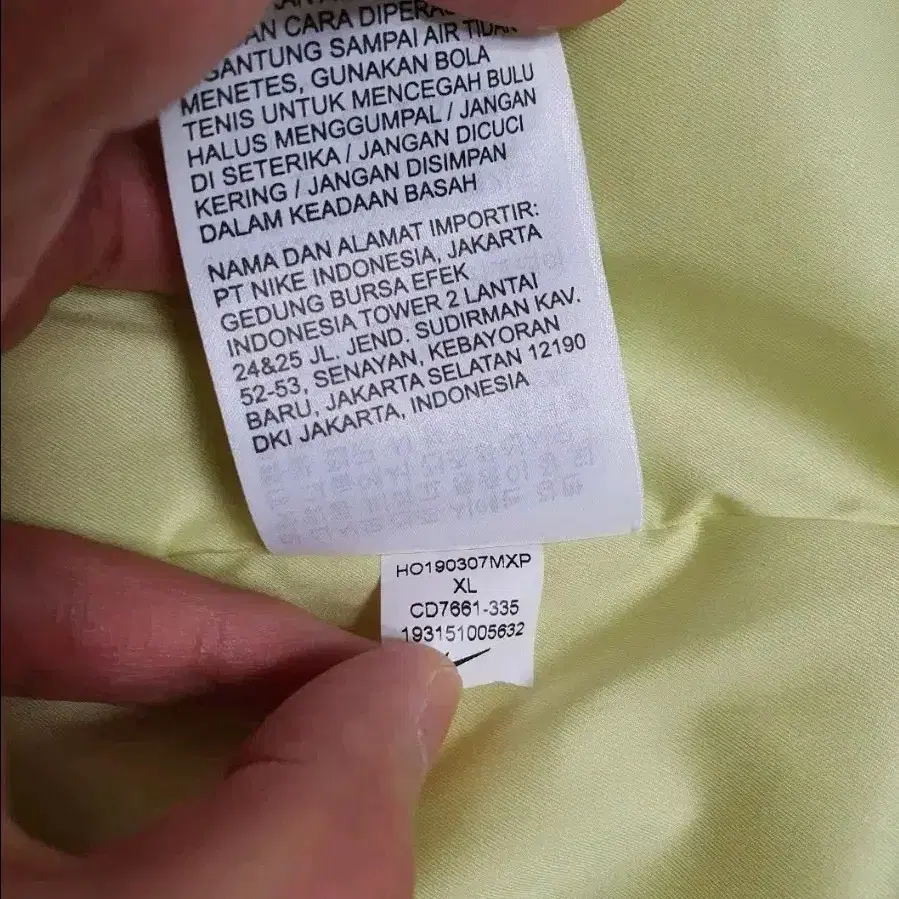 CARA DIPERAS
GANTUNG SAMPAI AIR TIDAK
MENETES, GUNAKAN BOLA
TENIS UNTUK MENCEGAH BULU
HALUS MENGGUMPAL / JANGAN
DI SETERIKA / JANGAN DICUCI
KERING / JANGAN DISIMPAN
DALAM KEADAAN BASAH
NAMA DAN ALAMAT IMPORTIR:
PT NIKE INDONESIA, JAKARTA
GEDUNG BURSA EFEK
INDONESIA TOWER 2 LANTAI
24&25 JL. JEND. SUDIRMAN KAV.
52-53, SENAYAN, KEBAYORAN
BARU, JAKARTA SELATAN 12190
DKI JAKARTA, INDONESIA
HO190307MXP
XL
CD7661-335
193151005632